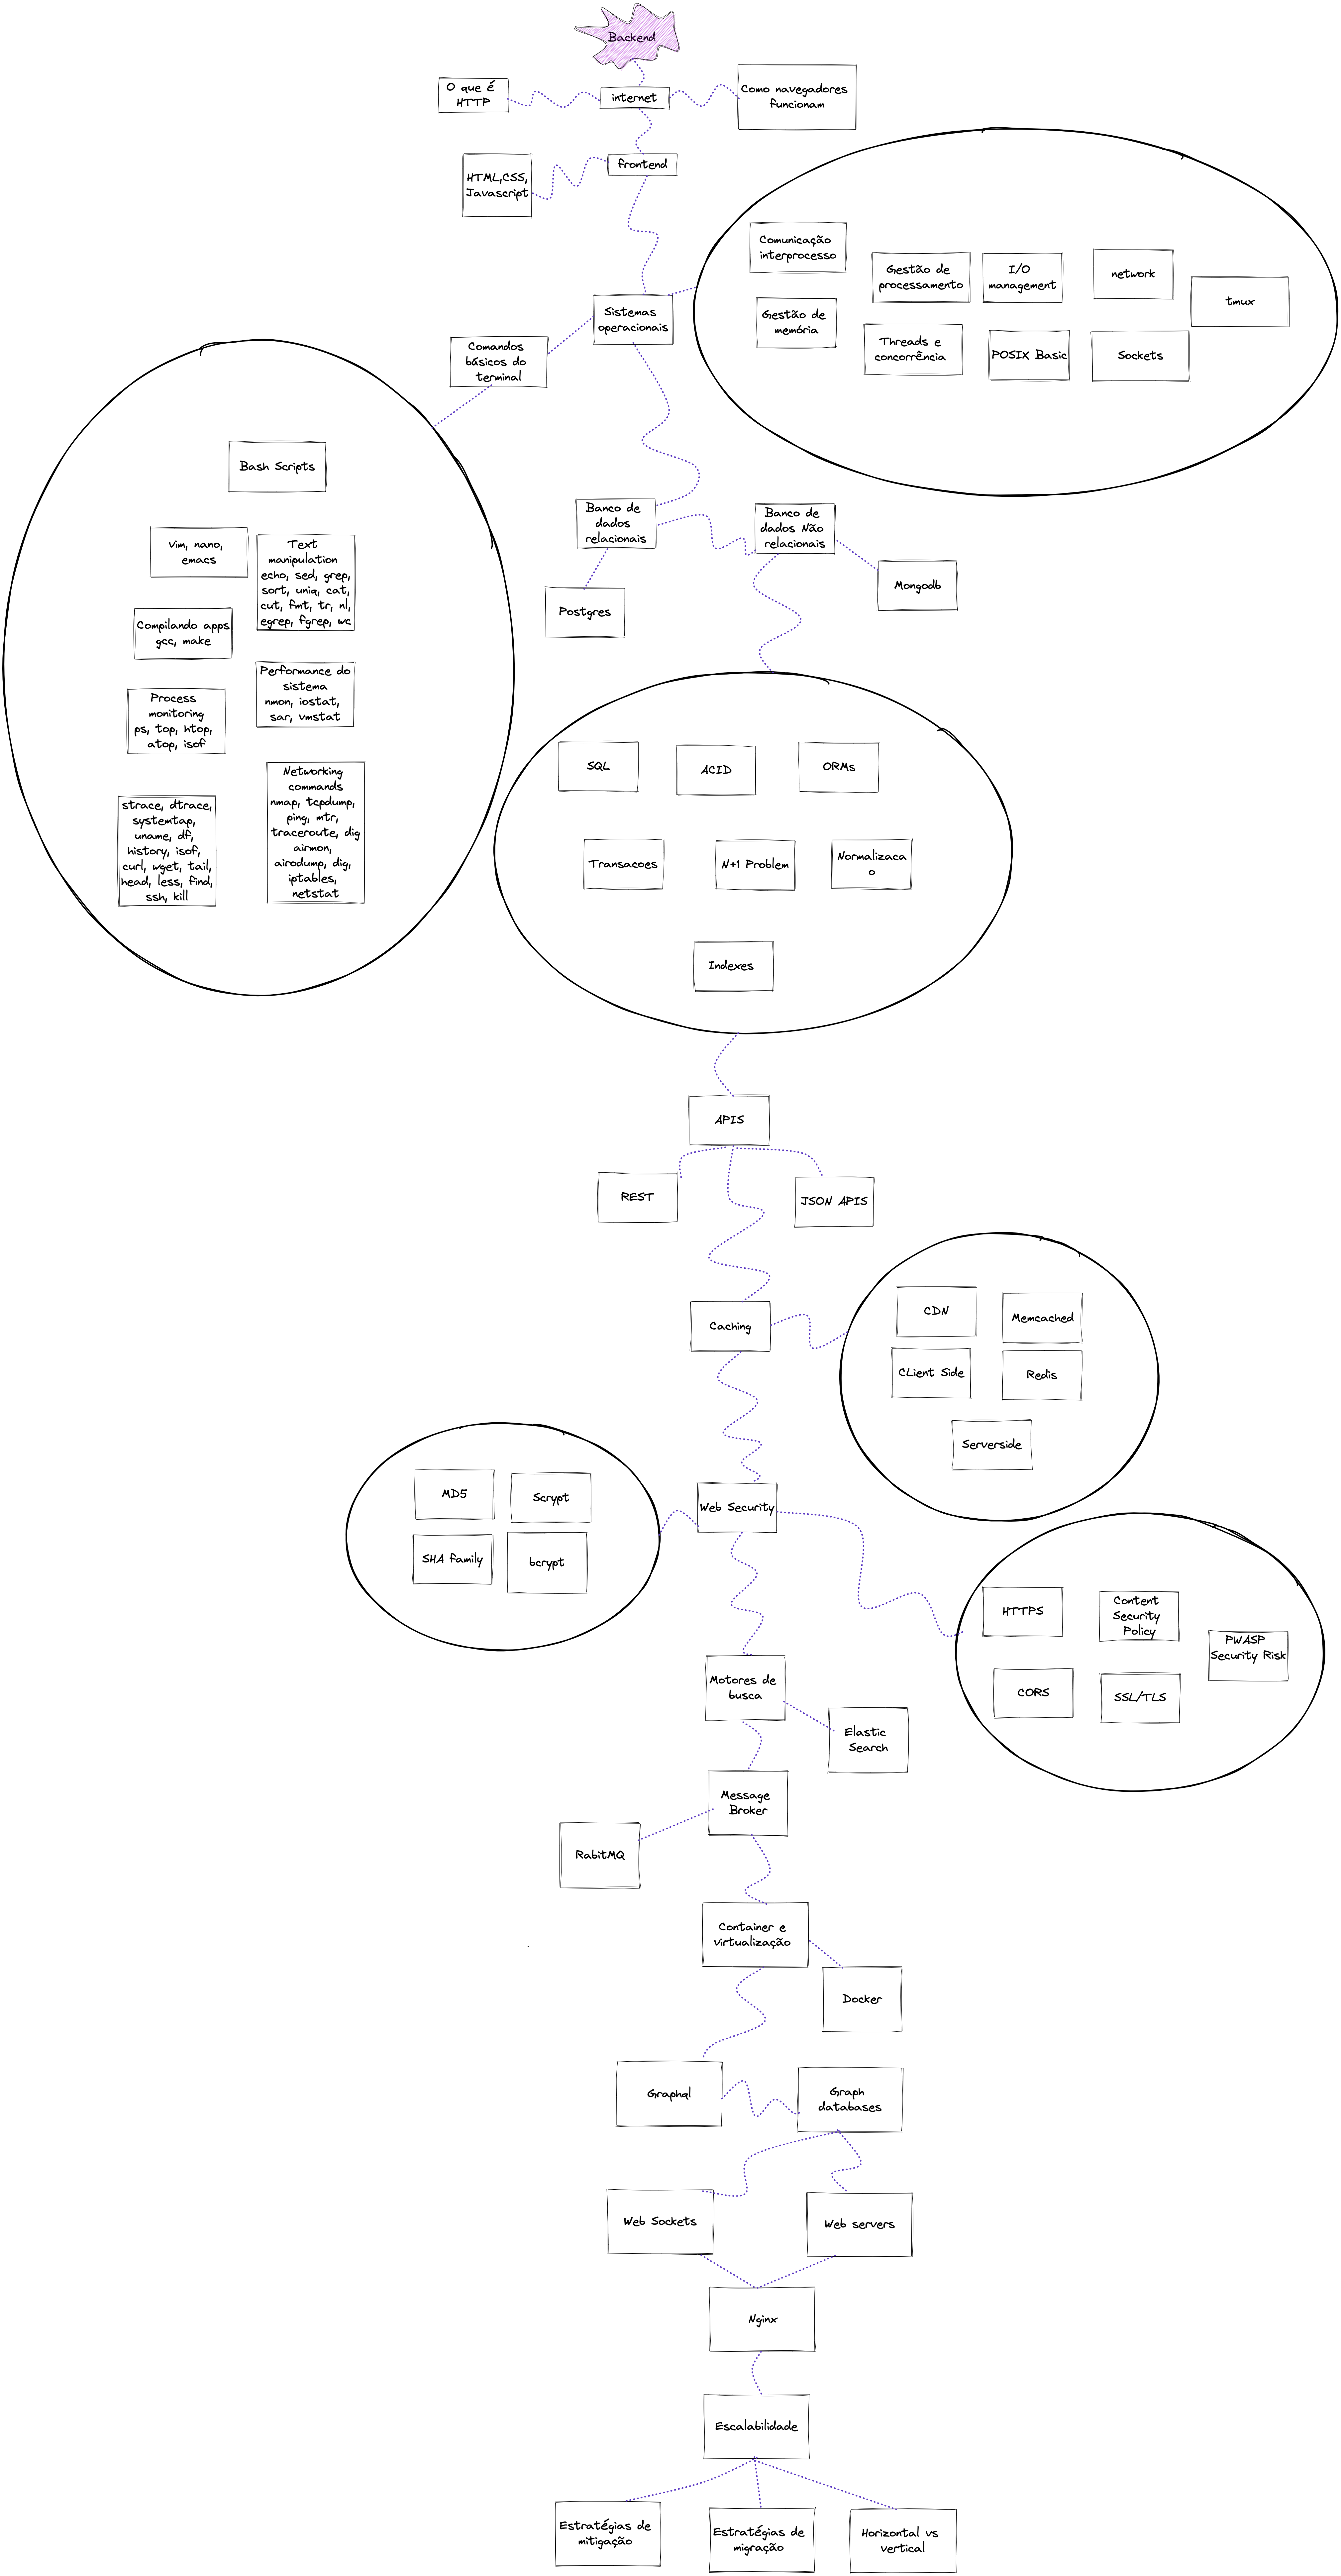 Backend
O que é
HTTP
internet
Como navegadores
funcionam
HTML,CSS,
Javascript
frontend
Comunicação
interprocesso
Gestão de
processamento
I/O
management
network
tmux
Gestão de
memória
Threads e
concorrência
POSIX Basic
Sockets
Sistemas
operacionais
Comandos
básicos do
terminal
Bash Scripts
vim, nano,
emacs
Text
manipulation
echo, sed, grep,
sort, uniq, cat,
cut, fmt, tr, nl,
egrep, fgrep, wc
Compilando apps
gcc, make
Performance do
sistema
nmon, iostat,
sar, vmstat
Process
monitoring
ps, top, htop,
atop, isof
Networking
commands
nmap, tcpdump,
ping, mtr,
traceroute, dig
airmon,
airodump, dig,
iptables,
netstat
strace, dtrace,
systemtap,
uname, df,
history, isof,
curl, wget, tail,
head, less, find,
ssh, kill
Banco de
dados
relacionais
Banco de
dados Não
relacionais
Postgres
Mongodb
SQL
ACID
ORMs
Transacoes
N+1 Problem
Normalizaca
o
Indexes
APIS
REST
JSON APIS
Caching
CDN
Memcached
CLient Side
Redis
Serverside
Web Security
MD5
Scrypt
SHA family
bcrypt
HTTPS
Content
Security
Policy
PWASP
Security Risk
CORS
SSL/TLS
Motores de
busca
Elastic
Search
Message
Broker
RabitMQ
Container e
virtualização
Docker
Graphql
Graph
databases
Web Sockets
Web servers
Nginx
Escalabilidade
Estratégias de
mitigação
Estratégias de
migração
Horizontal vs
vertical